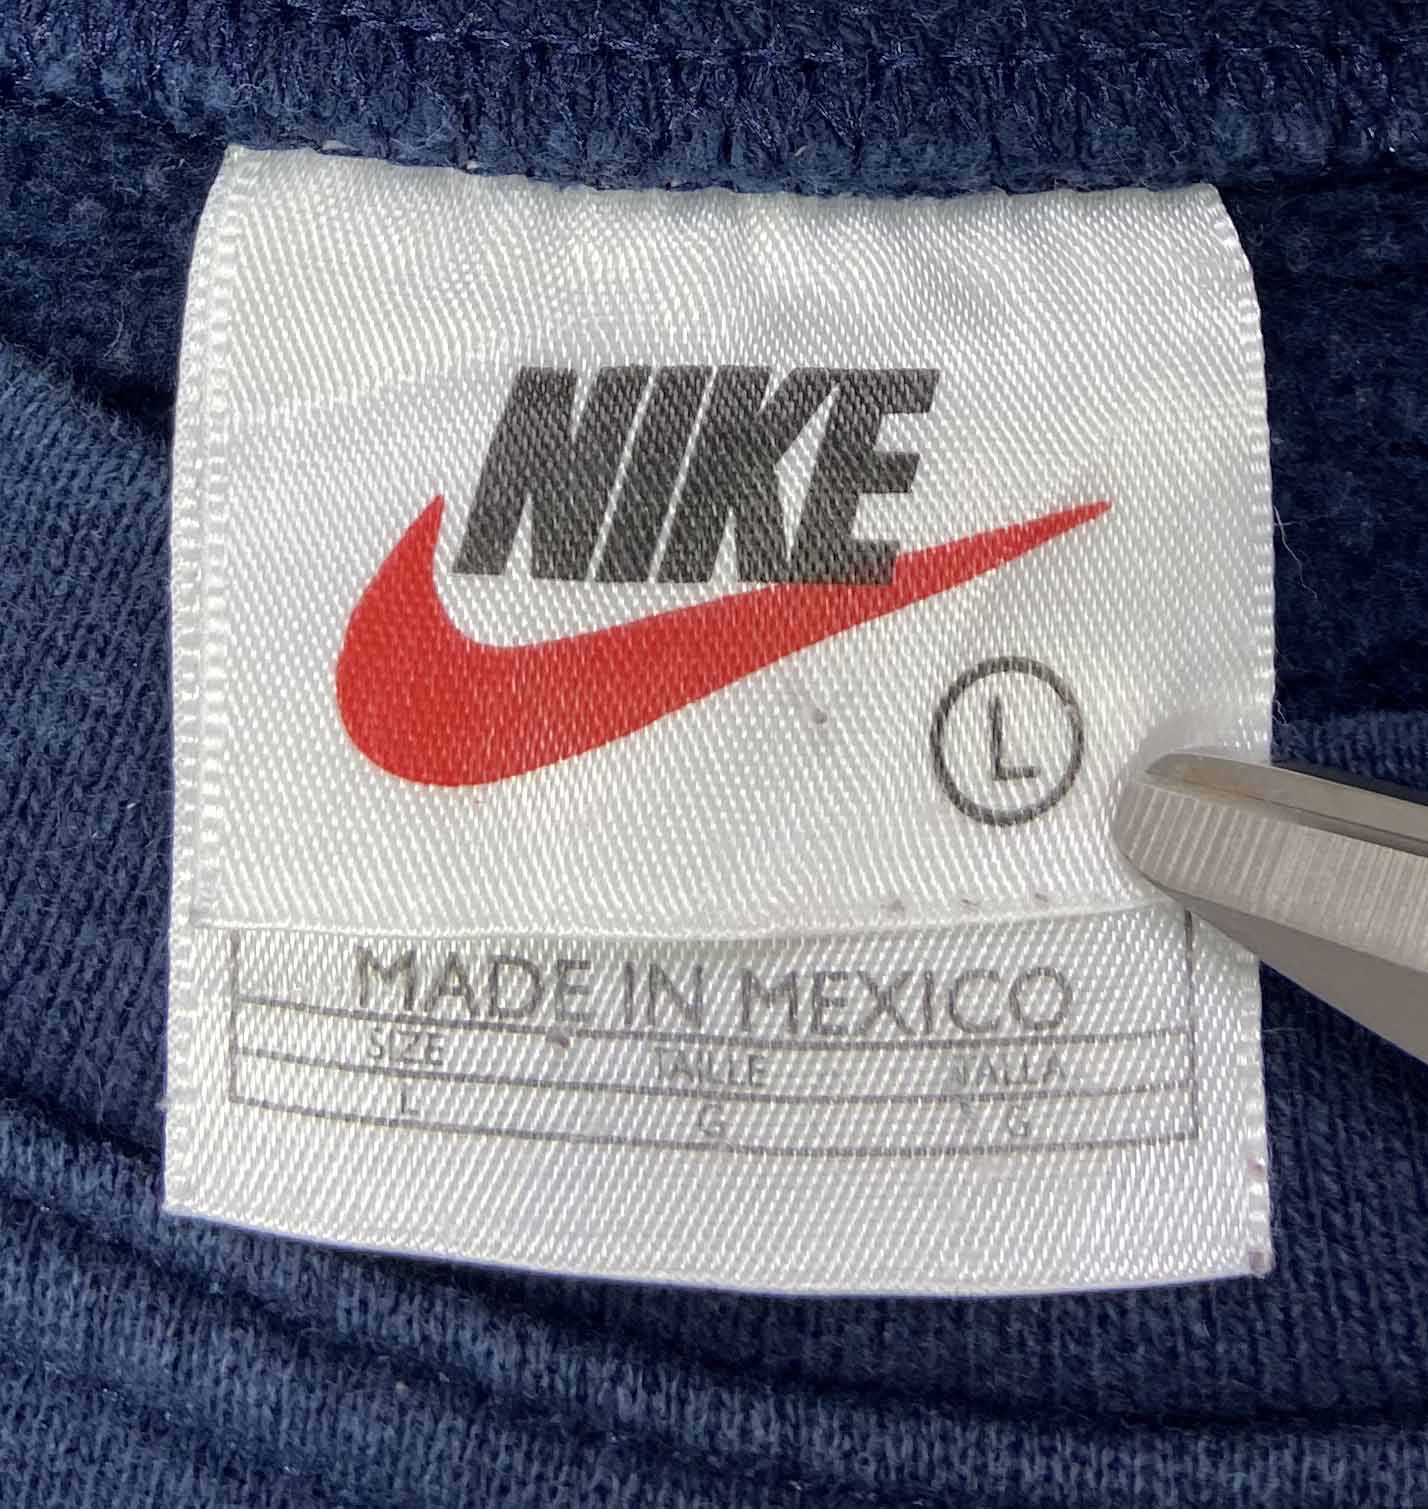 NIKE
L
MADE IN MEXICO
SIZE TAILLE TALLA
L G G